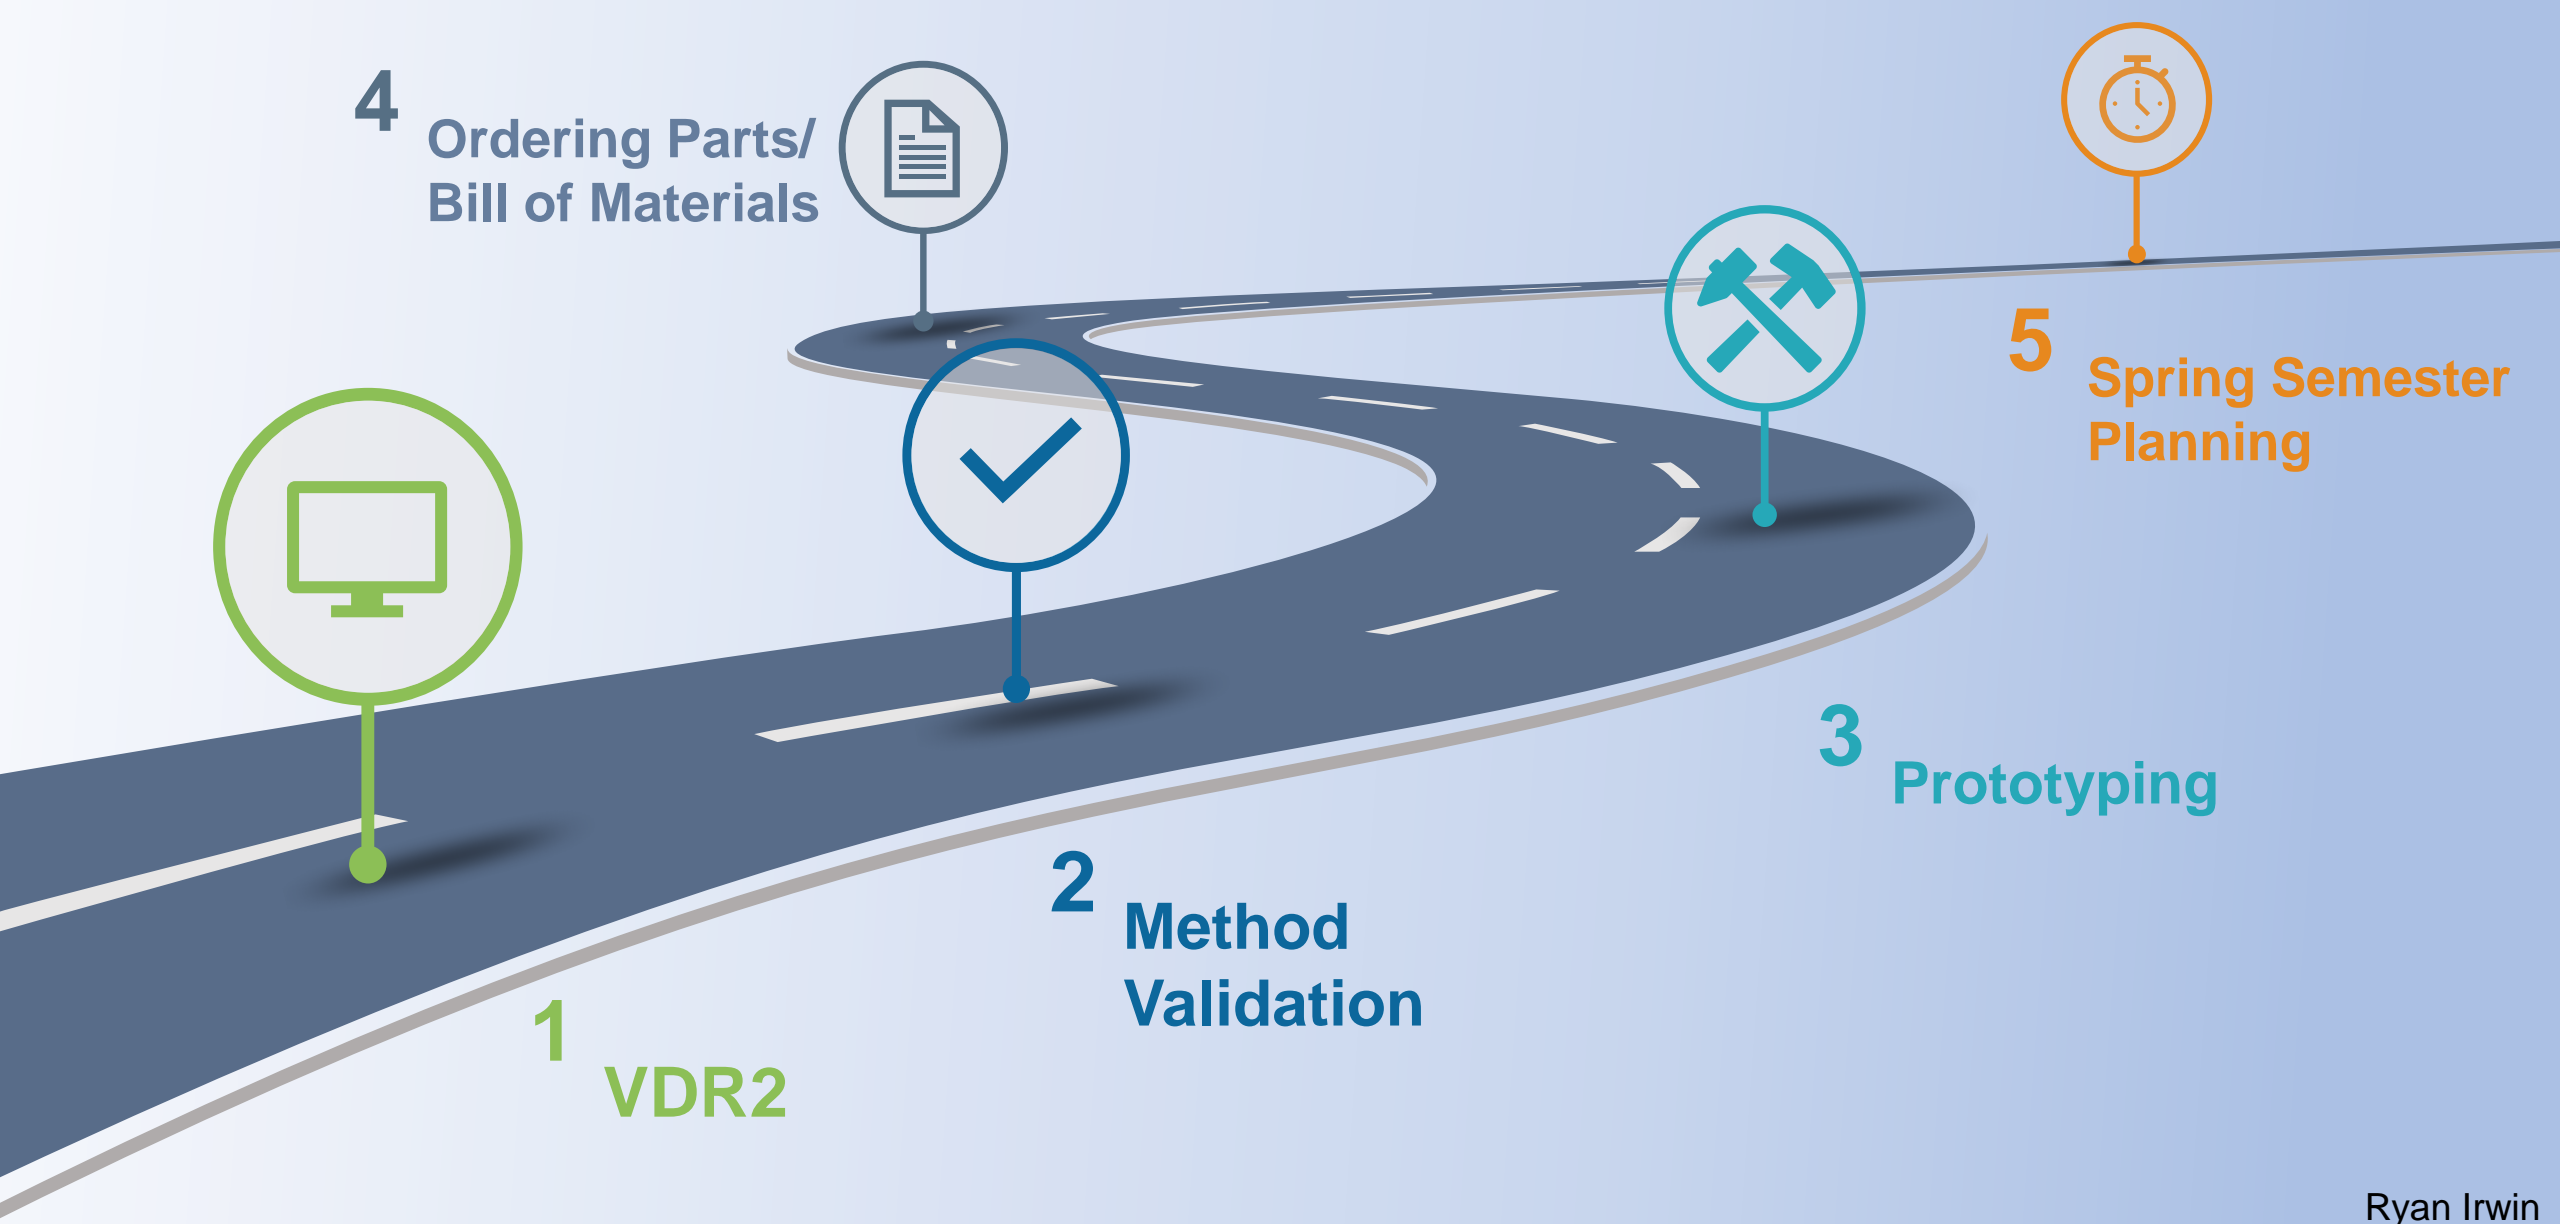 4
Ordering Parts/
Bill of Materials
5
Spring Semester
Planning
3
Prototyping
2
Method
Validation
1
VDR2
Ryan Irwin